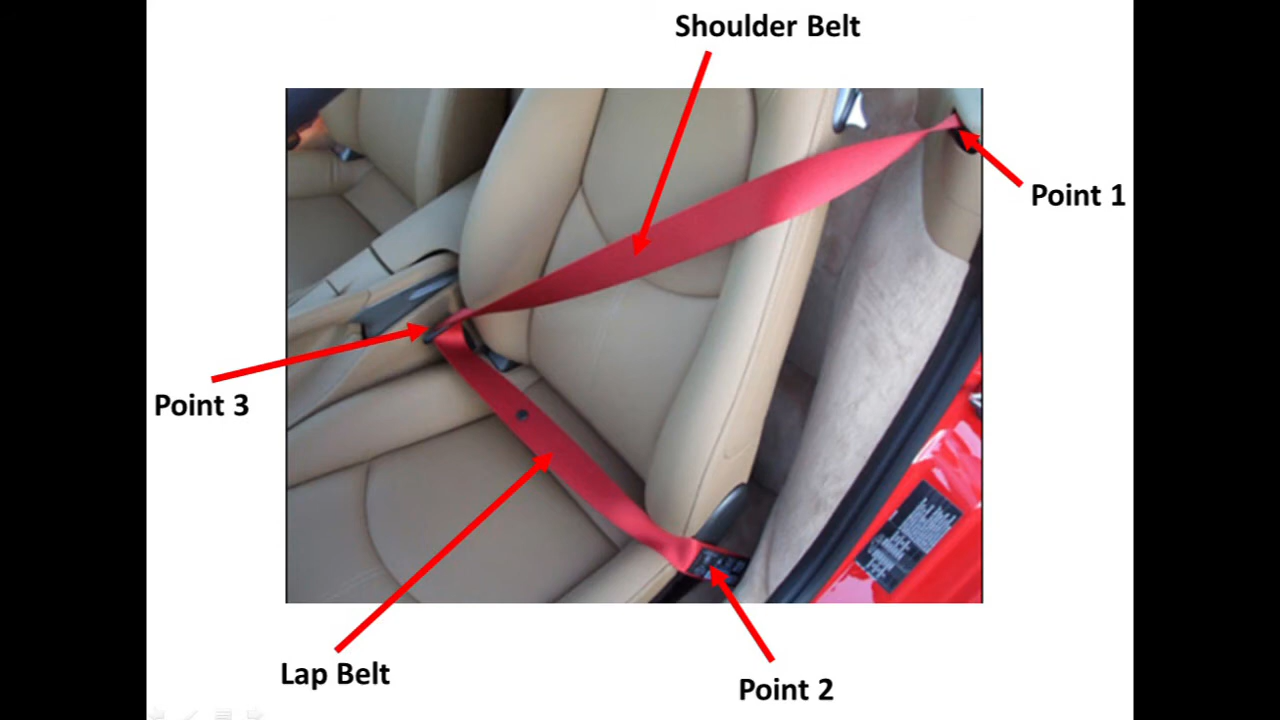 Shoulder Belt
Point 1
Point 3
Lap Belt
Point 2